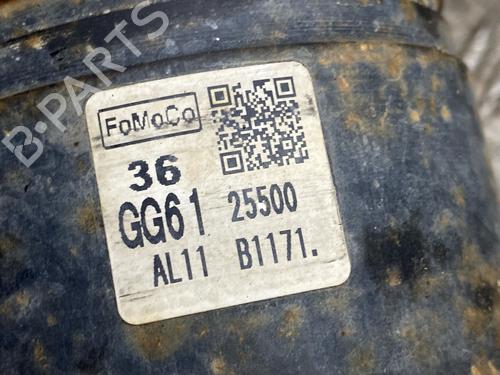 B-PARTS
FoMoCo
36
GG61 25500
AL11 B1171.